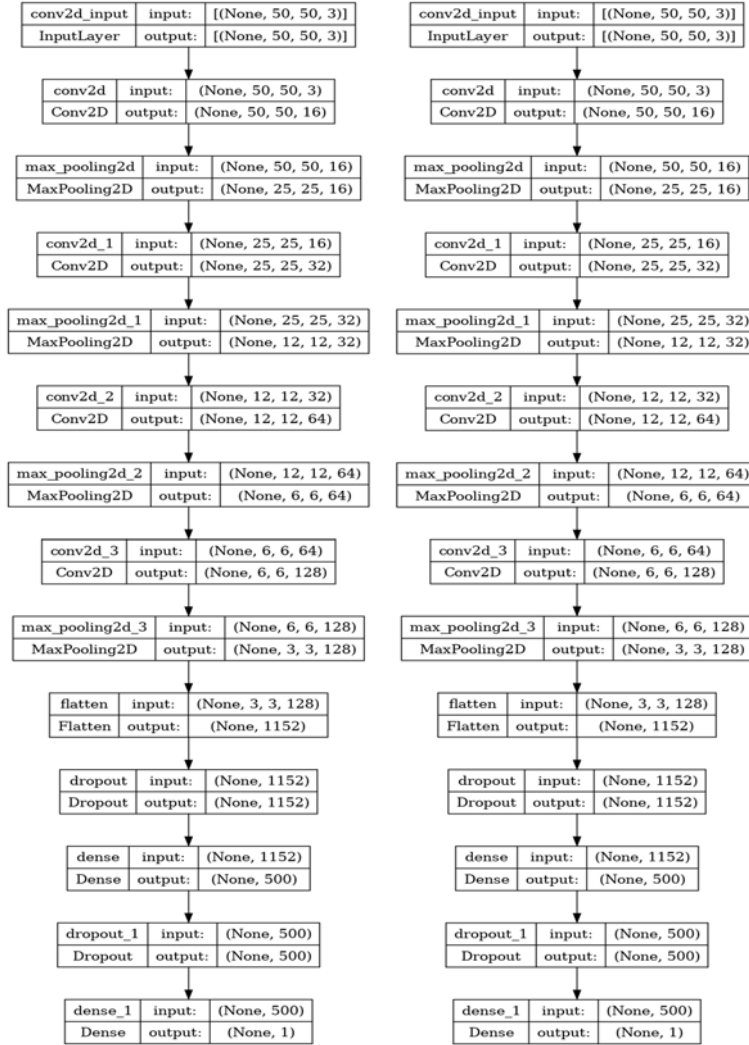 conv2d_input input: [(None, 50, 50, 3)]
InputLayer output: [(None, 50, 50, 3)]
conv2d input: (None, 50, 50, 3)
Conv2D output: (None, 50, 50, 16)
max_pooling2d input: (None, 50, 50, 16)
MaxPooling2D output: (None, 25, 25, 16)
conv2d_1 input: (None, 25, 25, 16)
Conv2D output: (None, 25, 25, 32)
max_pooling2d_1 input: (None, 25, 25, 32)
MaxPooling2D output: (None, 12, 12, 32)
conv2d_2 input: (None, 12, 12, 32)
Conv2D output: (None, 12, 12, 64)
max_pooling2d_2 input: (None, 12, 12, 64)
MaxPooling2D output: (None, 6, 6, 64)
conv2d_3 input: (None, 6, 6, 64)
Conv2D output: (None, 6, 6, 128)
max_pooling2d_3 input: (None, 6, 6, 128)
MaxPooling2D output: (None, 3, 3, 128)
flatten input: (None, 3, 3, 128)
Flatten output: (None, 1152)
dropout input: (None, 1152)
Dropout output: (None, 1152)
dense input: (None, 1152)
Dense output: (None, 500)
dropout_1 input: (None, 500)
Dropout output: (None, 500)
dense_1 input: (None, 500)
Dense output: (None, 1)
conv2d_input input: [(None, 50, 50, 3)]
InputLayer output: [(None, 50, 50, 3)]
conv2d input: (None, 50, 50, 3)
Conv2D output: (None, 50, 50, 16)
max_pooling2d input: (None, 50, 50, 16)
MaxPooling2D output: (None, 25, 25, 16)
conv2d_1 input: (None, 25, 25, 16)
Conv2D output: (None, 25, 25, 32)
max_pooling2d_1 input: (None, 25, 25, 32)
MaxPooling2D output: (None, 12, 12, 32)
conv2d_2 input: (None, 12, 12, 32)
Conv2D output: (None, 12, 12, 64)
max_pooling2d_2 input: (None, 12, 12, 64)
MaxPooling2D output: (None, 6, 6, 64)
conv2d_3 input: (None, 6, 6, 64)
Conv2D output: (None, 6, 6, 128)
max_pooling2d_3 input: (None, 6, 6, 128)
MaxPooling2D output: (None, 3, 3, 128)
flatten input: (None, 3, 3, 128)
Flatten output: (None, 1152)
dropout input: (None, 1152)
Dropout output: (None, 1152)
dense input: (None, 1152)
Dense output: (None, 500)
dropout_1 input: (None, 500)
Dropout output: (None, 500)
dense_1 input: (None, 500)
Dense output: (None, 1)